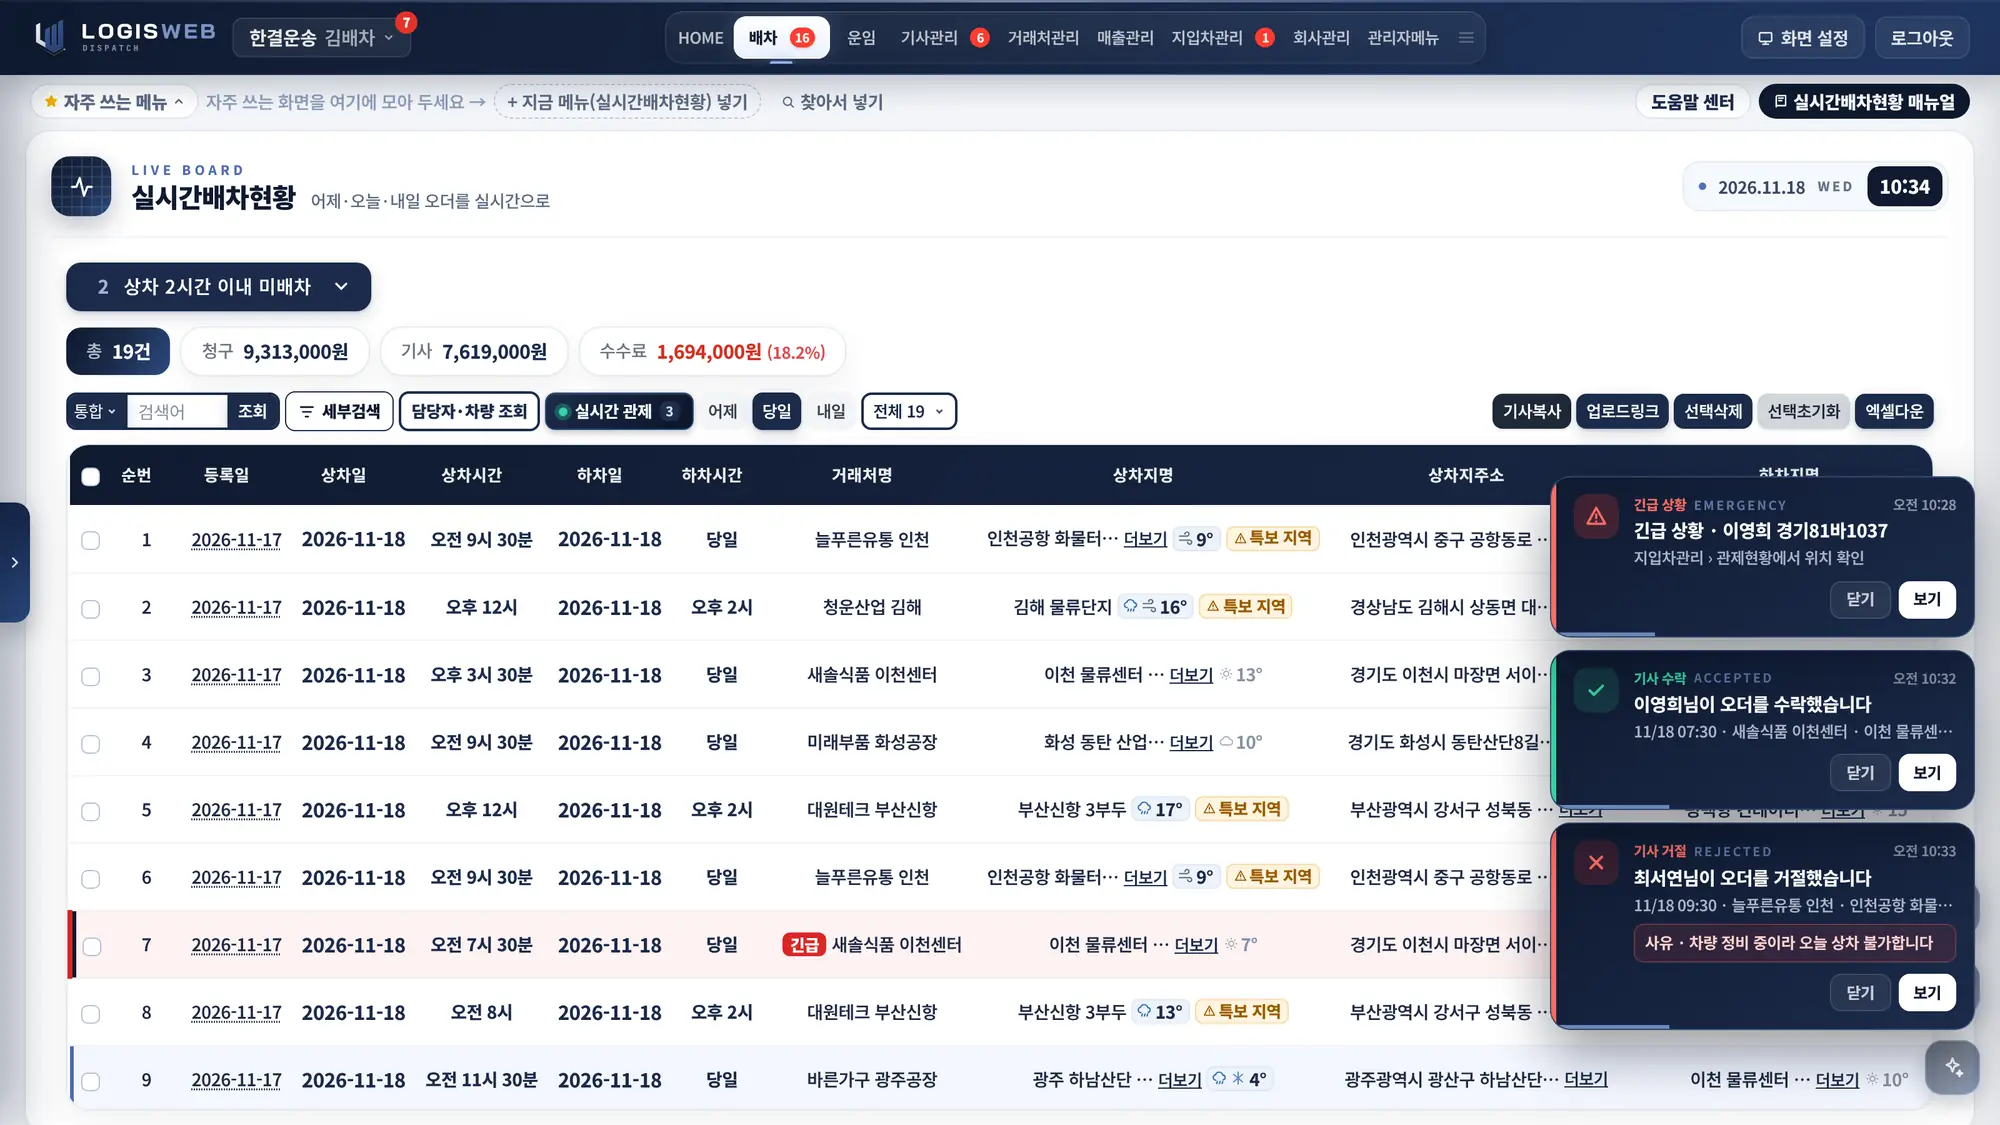 LOGISWEB
DISPATCH
한결운송 김배차
7
HOME 배차 16 운임 기사관리 6 거래처관리 매출관리 지입차관리 1 회사관리 관리자메뉴
화면 설정
로그아웃
자주 쓰는 메뉴
자주 쓰는 화면을 여기에 모아 두세요 →
+ 지금 메뉴(실시간배차현황) 넣기
찾아서 넣기
도움말 센터
실시간배차현황 매뉴얼
LIVE BOARD
실시간배차현황 어제·오늘·내일 오더를 실시간으로
2026.11.18 WED 10:34
2 상차 2시간 이내 미배차
총 19건
청구 9,313,000원
기사 7,619,000원
수수료 1,694,000원 (18.2%)
통합 검색어 조회
세부검색
담당자·차량 조회
실시간 관제 3
어제 당일 내일
전체 19
기사복사 업로드링크 선택삭제 선택초기화 엑셀다운
순번 등록일 상차일 상차시간 하차일 하차시간 거래처명 상차지명 상차지주소 하차지명
1 2026-11-17 2026-11-18 오전 9시 30분 2026-11-18 당일 늘푸른유통 인천 인천공항 화물터… 더보기 9° 특보 지역 인천광역시 중구 공항동로 …
2 2026-11-17 2026-11-18 오후 12시 2026-11-18 오후 2시 청운산업 김해 김해 물류단지 16° 특보 지역 경상남도 김해시 상동면 대…
3 2026-11-17 2026-11-18 오후 3시 30분 2026-11-18 당일 새솔식품 이천센터 이천 물류센터 … 더보기 13° 경기도 이천시 마장면 서이…
4 2026-11-17 2026-11-18 오전 9시 30분 2026-11-18 당일 미래부품 화성공장 화성 동탄 산업… 더보기 10° 경기도 화성시 동탄산단8길…
5 2026-11-17 2026-11-18 오후 12시 2026-11-18 오후 2시 대원테크 부산신항 부산신항 3부두 17° 특보 지역 부산광역시 강서구 성북동 … 더보기
6 2026-11-17 2026-11-18 오전 9시 30분 2026-11-18 당일 늘푸른유통 인천 인천공항 화물터… 더보기 9° 특보 지역 인천광역시 중구 공항동로 …
7 2026-11-17 2026-11-18 오전 7시 30분 2026-11-18 당일 긴급 새솔식품 이천센터 이천 물류센터 … 더보기 7° 경기도 이천시 마장면 서이…
8 2026-11-17 2026-11-18 오전 8시 2026-11-18 오후 2시 대원테크 부산신항 부산신항 3부두 13° 특보 지역 부산광역시 강서구 성북동 …
9 2026-11-17 2026-11-18 오전 11시 30분 2026-11-18 당일 바른가구 광주공장 광주 하남산단 … 더보기 4° 광주광역시 광산구 하남산단… 더보기 이천 물류센터 … 더보기 10°
긴급 상황 EMERGENCY 오전 10:28
긴급 상황 · 이영희 경기81바1037
지입차관리 › 관제현황에서 위치 확인
닫기 보기
기사 수락 ACCEPTED 오전 10:32
이영희님이 오더를 수락했습니다
11/18 07:30 · 새솔식품 이천센터 · 이천 물류센…
닫기 보기
기사 거절 REJECTED 오전 10:33
최서연님이 오더를 거절했습니다
11/18 09:30 · 늘푸른유통 인천 · 인천공항 화물…
사유 · 차량 정비 중이라 오늘 상차 불가합니다
닫기 보기